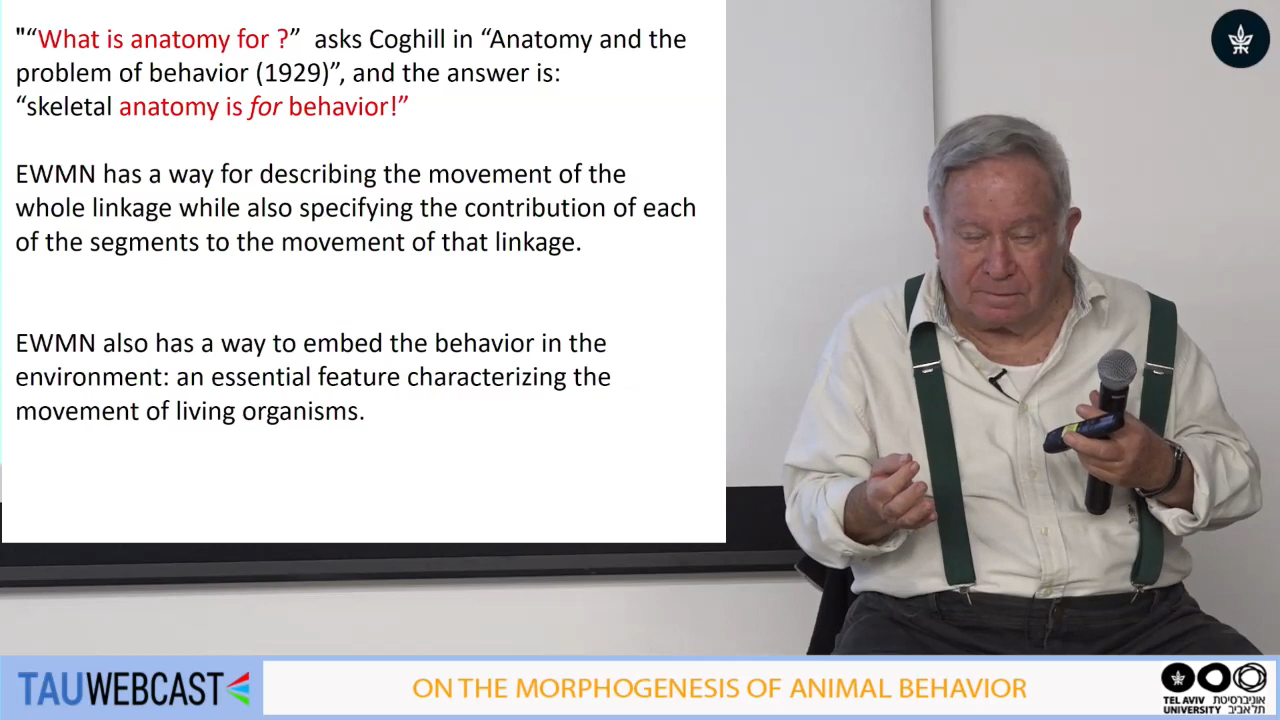 "“What is anatomy for ?” asks Coghill in “Anatomy and the
problem of behavior (1929)”, and the answer is:
“skeletal anatomy is for behavior!”
EWMN has a way for describing the movement of the
whole linkage while also specifying the contribution of each
of the segments to the movement of that linkage.
EWMN also has a way to embed the behavior in the
environment: an essential feature characterizing the
movement of living organisms.
TAUWEBCAST
ON THE MORPHOGENESIS OF ANIMAL BEHAVIOR
TEL AVIV אוניברסיטת
UNIVERSITY תל אביב